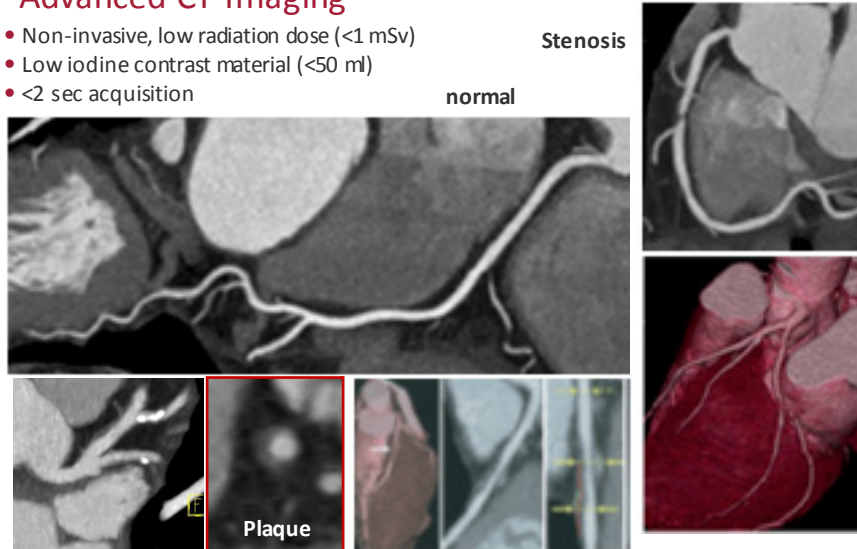 Advanced CT Imaging
• Non-invasive, low radiation dose (<1 mSv)
• Low iodine contrast material (<50 ml)
• <2 sec acquisition
Stenosis
normal
F
Plaque